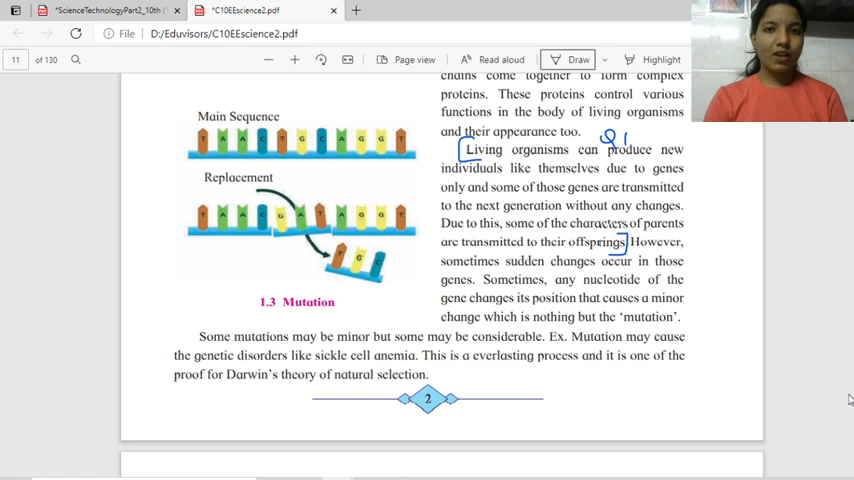 *ScienceTechnologyPart2_10th
*C10EEscience2.pdf
File D:/Eduvisors/C10EEscience2.pdf
11 of 130
Page view
Read aloud
Draw
Highlight
chains come together to form complex
proteins. These proteins control various
functions in the body of living organisms
and their appearance too.
Q1
Living organisms can produce new
individuals like themselves due to genes
only and some of those genes are transmitted
to the next generation without any changes.
Due to this, some of the characters of parents
are transmitted to their offsprings. However,
sometimes sudden changes occur in those
genes. Sometimes, any nucleotide of the
gene changes its position that causes a minor
change which is nothing but the ‘mutation’.
Main Sequence
T A A C T G C A G G T
Replacement
T A A C G A T A G G T
T G C
1.3 Mutation
Some mutations may be minor but some may be considerable. Ex. Mutation may cause
the genetic disorders like sickle cell anemia. This is a everlasting process and it is one of the
proof for Darwin’s theory of natural selection.
2